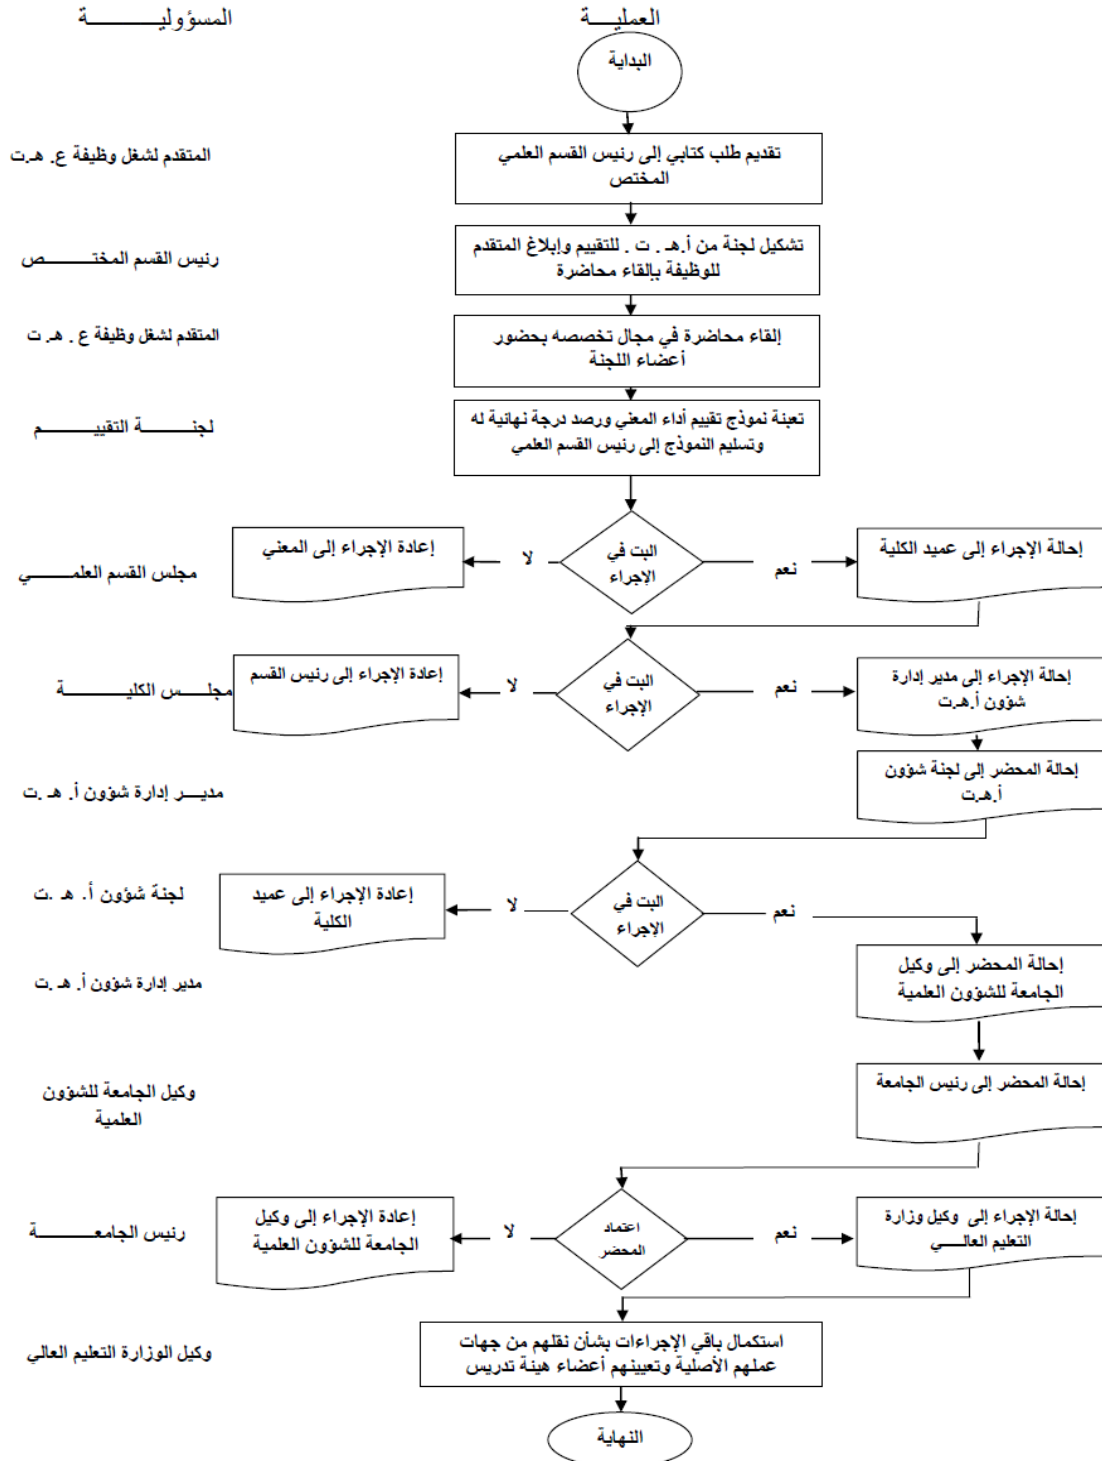 العمليـــة
المسؤوليـــــــة
البداية
تقديم طلب كتابي إلى رئيس القسم العلمي
المختص
المتقدم لشغل وظيفة ع. هـ.ت
تشكيل لجنة من أ.هـ . ت . للتقييم وإبلاغ المتقدم
للوظيفة بإلقاء محاضرة
رئيس القسم المختــــــص
إلقاء محاضرة في مجال تخصصه بحضور
أعضاء اللجنة
المتقدم لشغل وظيفة ع . هـ. ت
تعبئة نموذج تقييم أداء المعني ورصد درجة نهائية له
وتسليم النموذج إلى رئيس القسم العلمي
لجنـــــــة التقييـــــــم
إحالة الإجراء إلى عميد الكلية
نعم
البت في
الإجراء
لا
إعادة الإجراء إلى المعني
مجلس القسم العلمـــــي
إحالة الإجراء إلى مدير إدارة
شؤون أ.هـ.ت
نعم
البت في
الإجراء
لا
إعادة الإجراء إلى رئيس القسم
مجلـــس الكليـــــــة
إحالة المحضر إلى لجنة شؤون
أ.هـ.ت
مديـــر إدارة شؤون أ. هـ .ت
نعم
البت في
الإجراء
لا
إعادة الإجراء إلى عميد
الكلية
لجنة شؤون أ. هـ .ت
إحالة المحضر إلى وكيل
الجامعة للشؤون العلمية
مدير إدارة شؤون أ. هـ .ت
إحالة المحضر إلى رئيس الجامعة
وكيل الجامعة للشؤون
العلمية
إحالة الإجراء إلى وكيل وزارة
التعليم العالـــي
نعم
اعتماد
المحضر
لا
إعادة الإجراء إلى وكيل
الجامعة للشؤون العلمية
رئيس الجامعـــــــة
استكمال باقي الإجراءات بشأن نقلهم من جهات
عملهم الأصلية وتعيينهم أعضاء هيئة تدريس
وكيل الوزارة التعليم العالي
النهاية